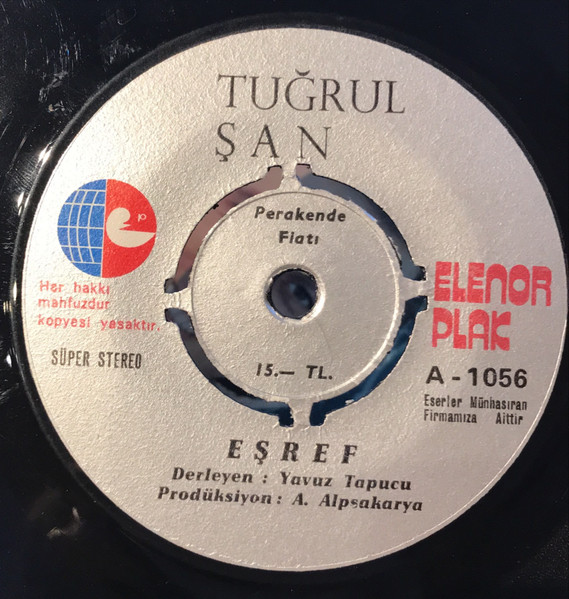 TUĞRUL
ŞAN
Perakende
Fiatı
Her hakkı
mahfuzdur
kopyesi yasaktır.
SÜPER STEREO
ELENOR
PLAK
15.— TL.
A - 1056
Eserler Münhasıran
Firmamıza Aittir
EŞREF
Derleyen : Yavuz Tapucu
Prodüksiyon : A. Alpsakarya